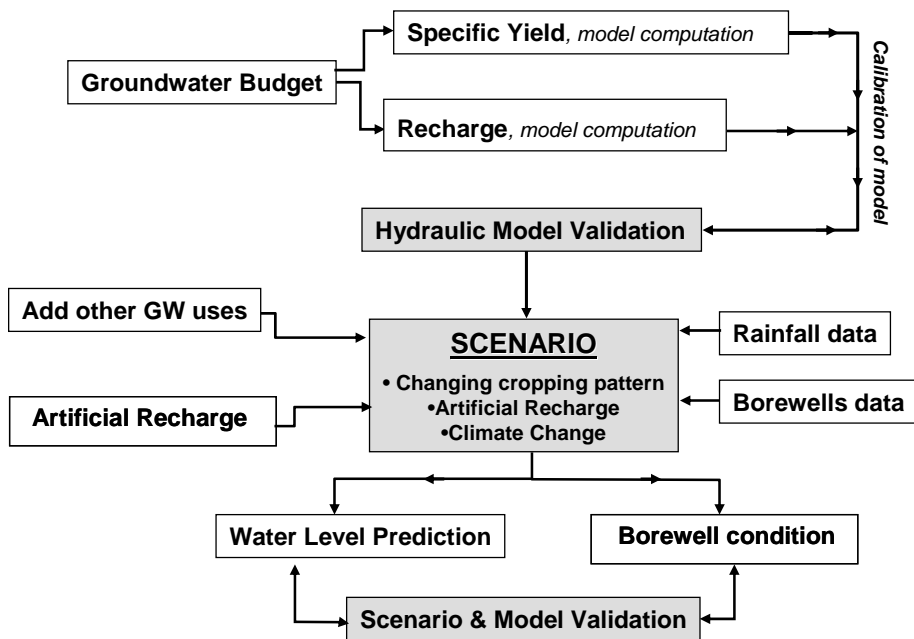 Specific Yield, model computation
Groundwater Budget
Recharge, model computation
Calibration of model
Hydraulic Model Validation
Add other GW uses
SCENARIO
• Changing cropping pattern
•Artificial Recharge
•Climate Change
Rainfall data
Artificial Recharge
Borewells data
Water Level Prediction
Borewell condition
Scenario & Model Validation